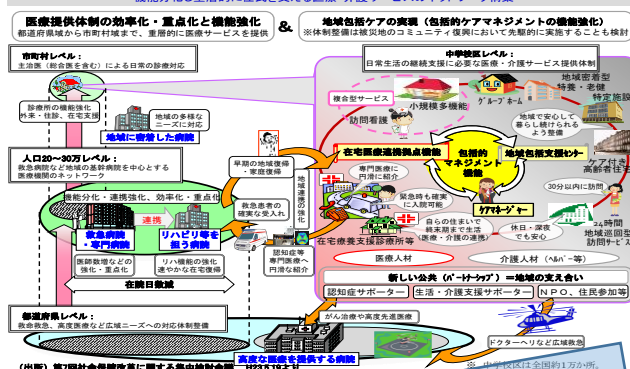 医療提供体制の効率化・重点化と機能強化
都道府県域から市町村域まで、重層的に医療サービスを提供
&
地域包括ケアの実現（包括的ケアマネジメントの機能強化）
※体制整備は被災地のコミュニティ復興において先駆的に実施することも検討
市町村レベル：
主治医（総合医を含む）による日常の診療対応
診療所の機能強化
外来・往診、在宅支援
地域の多様な
ニーズに対応
地域に密着した病院
人口20～30万レベル：
救急病院など地域の基幹病院を中心とする
医療機関のネットワーク
機能分化・連携強化、効率化・重点化
連携
救急病院
・専門病院
リハビリ等を
担う病院
医師数増などの
強化・重点化
リハ機能の強化
速やかな在宅復帰
在院日数減
早期の地域復帰
・家庭復帰
救急患者の
確実な受入れ
地域連携の強化
認知症等
専門医療へ
円滑な紹介
都道府県レベル：
救命救急、高度医療など広域ニーズへの対応体制整備
がん治療や高度先進医療
高度な医療を提供する病院
ドクターヘリなど広域救急
中学校区レベル：
日常生活の継続支援に必要な医療・介護サービス提供体制
複合型サービス
小規模多機能
訪問看護
グループホーム
地域密着型
特養・老健
特定施設
地域で安心して
暮らし続けられる
よう整備
在宅医療連携拠点機能
包括的
マネジメント
機能
地域包括支援センター
ケア付き
高齢者住宅
専門医療に
円滑に紹介
緊急時も確実
に入院可能
ケアマネージャー
30分以内に訪問
自らの住まいで
終末期まで生活
（医療・介護の連携）
休日・深夜
でも安心
24時間
地域巡回型
訪問サービス
在宅療養支援診療所等
医療人材
介護人材（ヘルパー等）
新しい公共（パートナーシップ）＝地域の支え合い
認知症サポーター
生活・介護支援サポーター
ＮＰＯ、住民参加等
※ 中学校区は全国約1万か所。